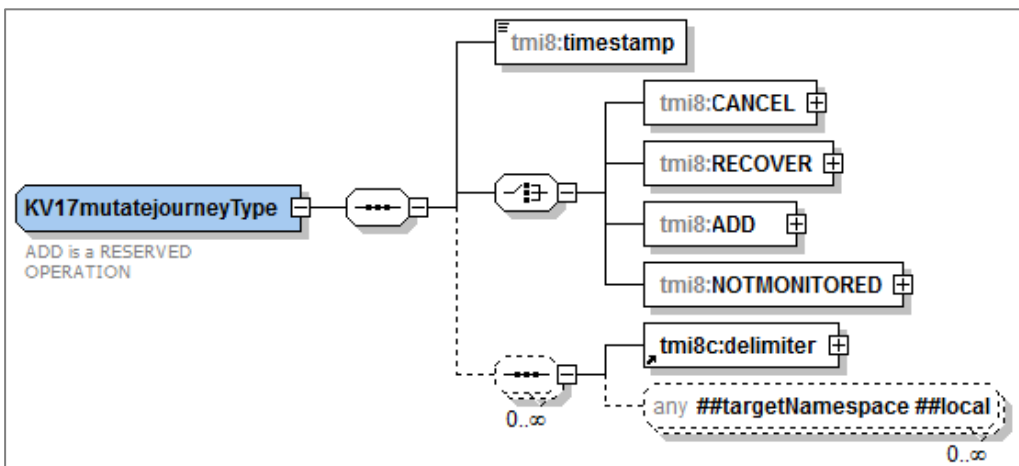 tmi8:timestamp
tmi8:CANCEL
tmi8:RECOVER
KV17mutatejourneyType
ADD is a RESERVED
OPERATION
tmi8:ADD
tmi8:NOTMONITORED
tmi8c:delimiter
0..∞
any ##targetNamespace ##local
0..∞